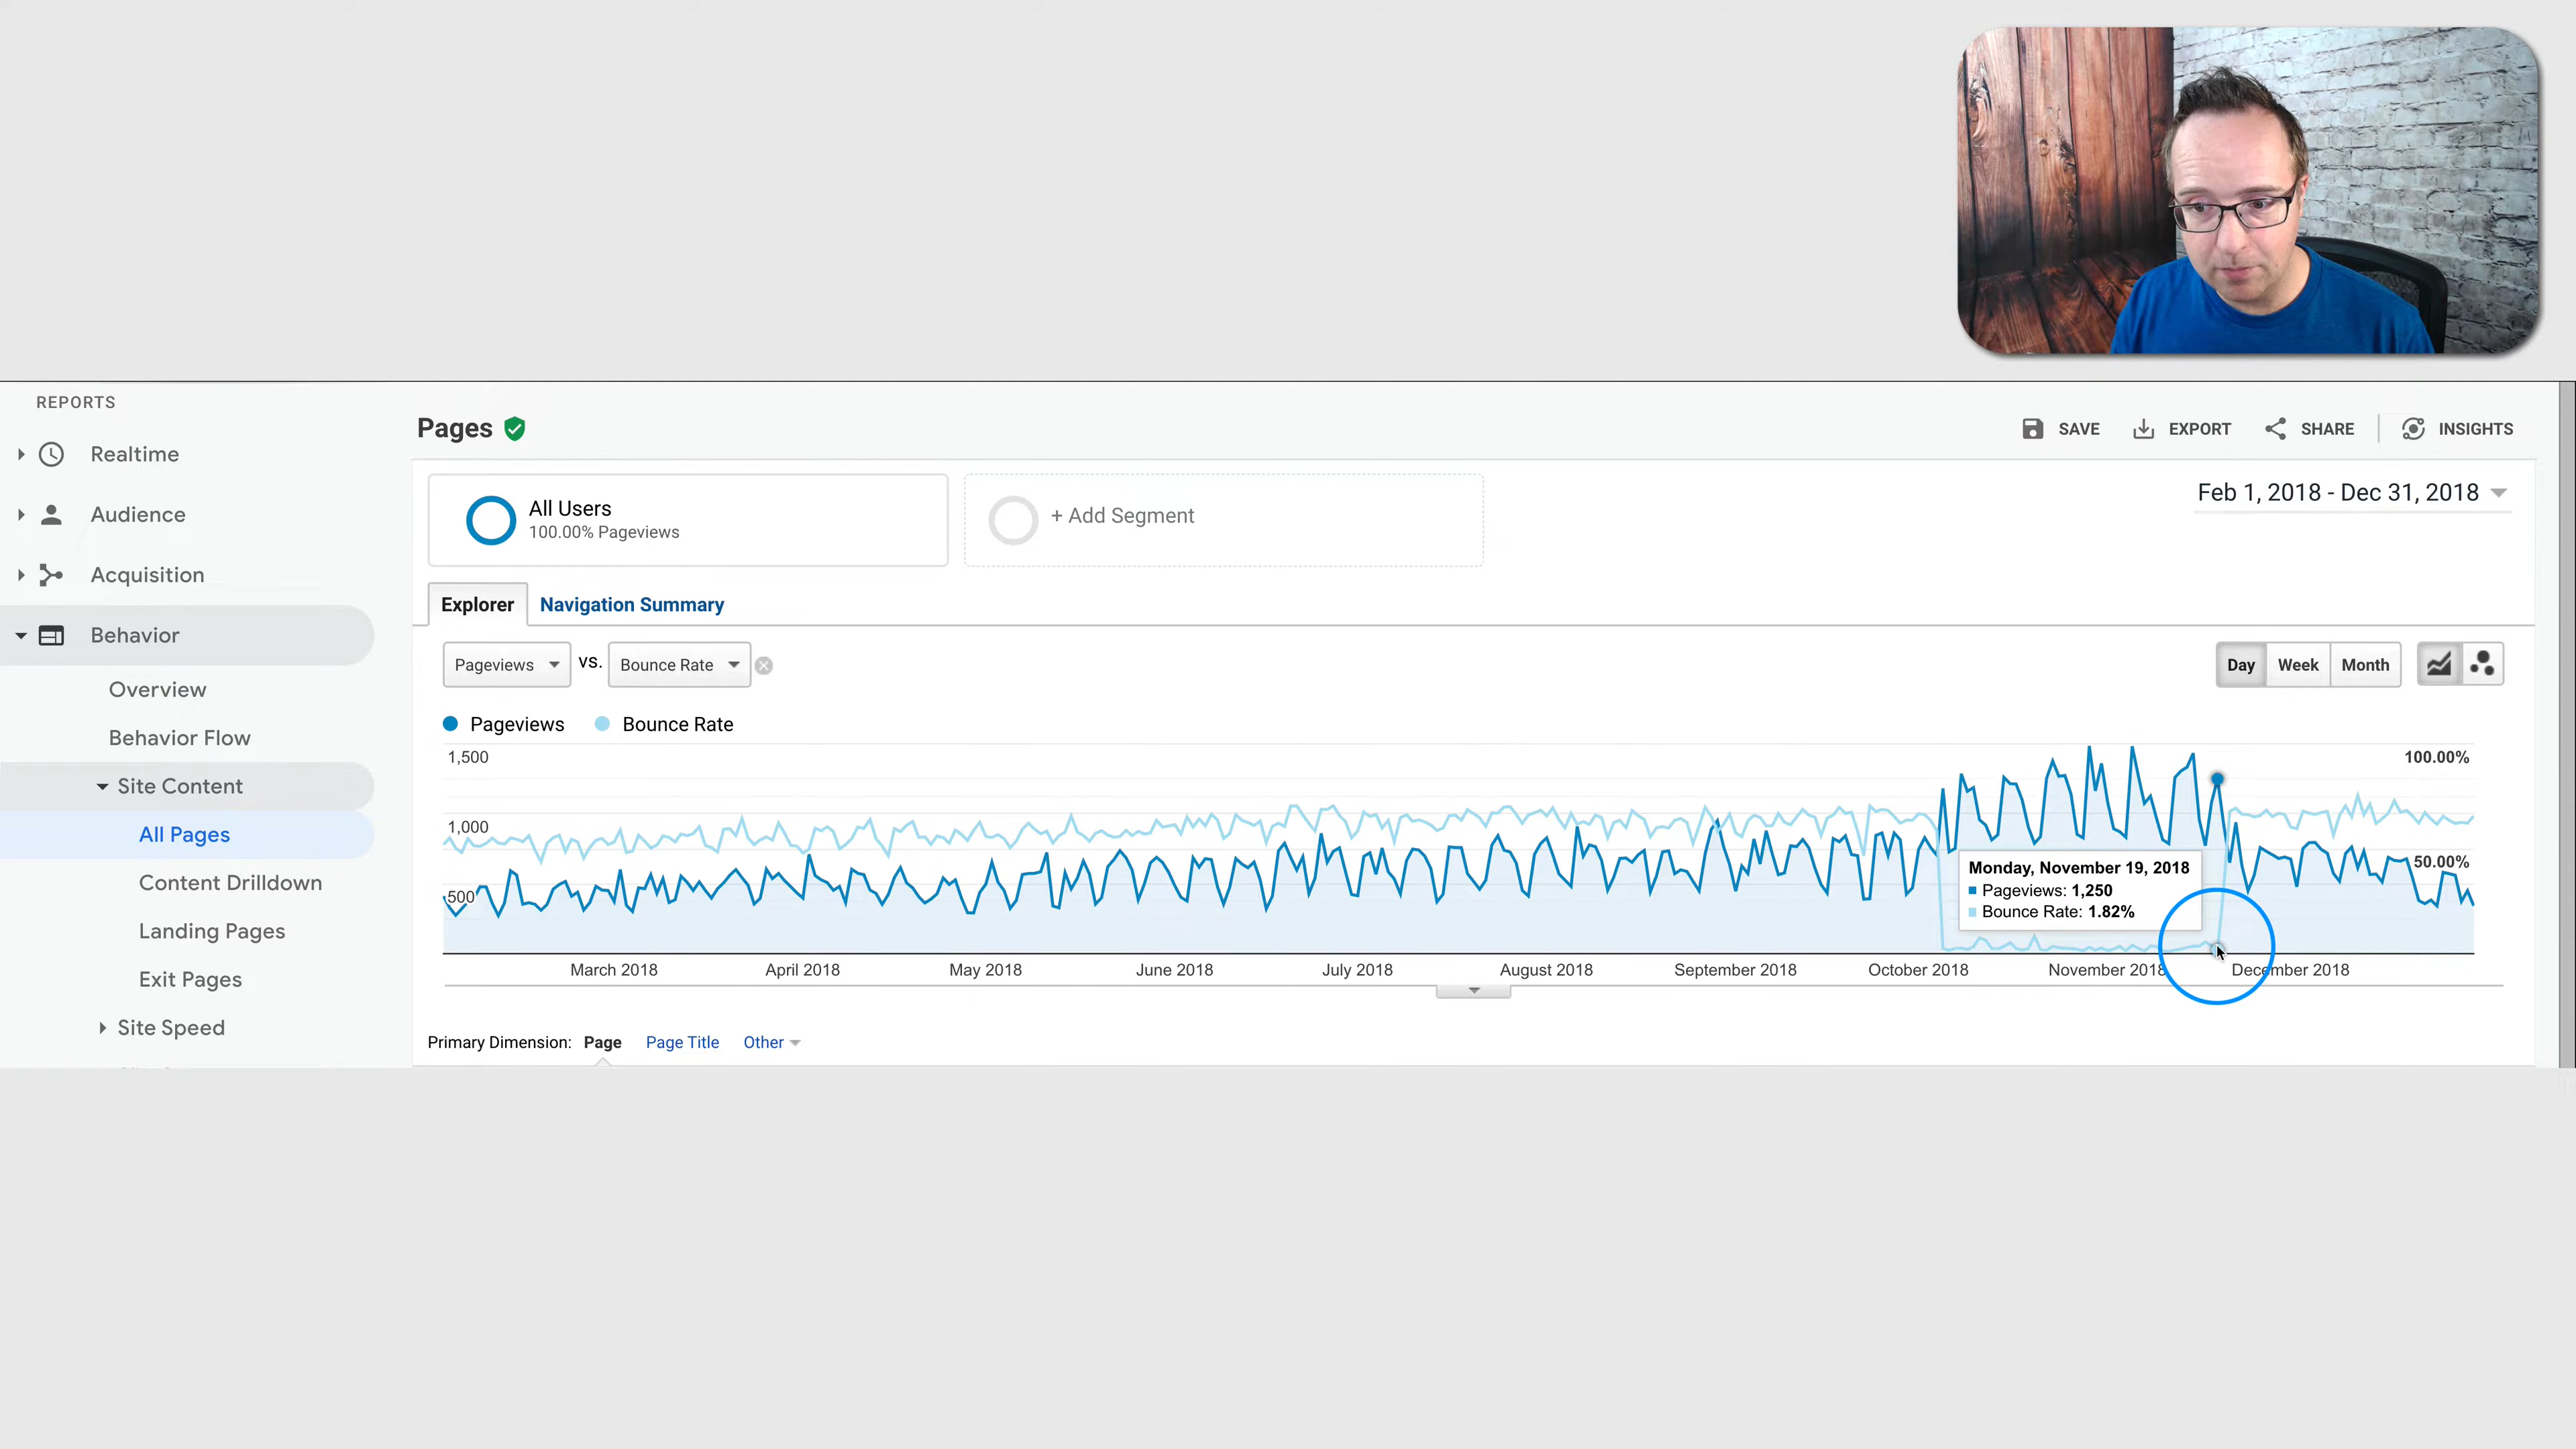 REPORTS
Realtime
Audience
Acquisition
Behavior
Overview
Behavior Flow
Site Content
All Pages
Content Drilldown
Landing Pages
Exit Pages
Site Speed
Pages
SAVE
EXPORT
SHARE
INSIGHTS
All Users
100.00% Pageviews
+ Add Segment
Feb 1, 2018 - Dec 31, 2018
Explorer
Navigation Summary
Pageviews
vs.
Bounce Rate
Day
Week
Month
Pageviews
Bounce Rate
1,500
1,000
500
100.00%
50.00%
Monday, November 19, 2018
Pageviews: 1,250
Bounce Rate: 1.82%
March 2018
April 2018
May 2018
June 2018
July 2018
August 2018
September 2018
October 2018
November 2018
December 2018
Primary Dimension:
Page
Page Title
Other